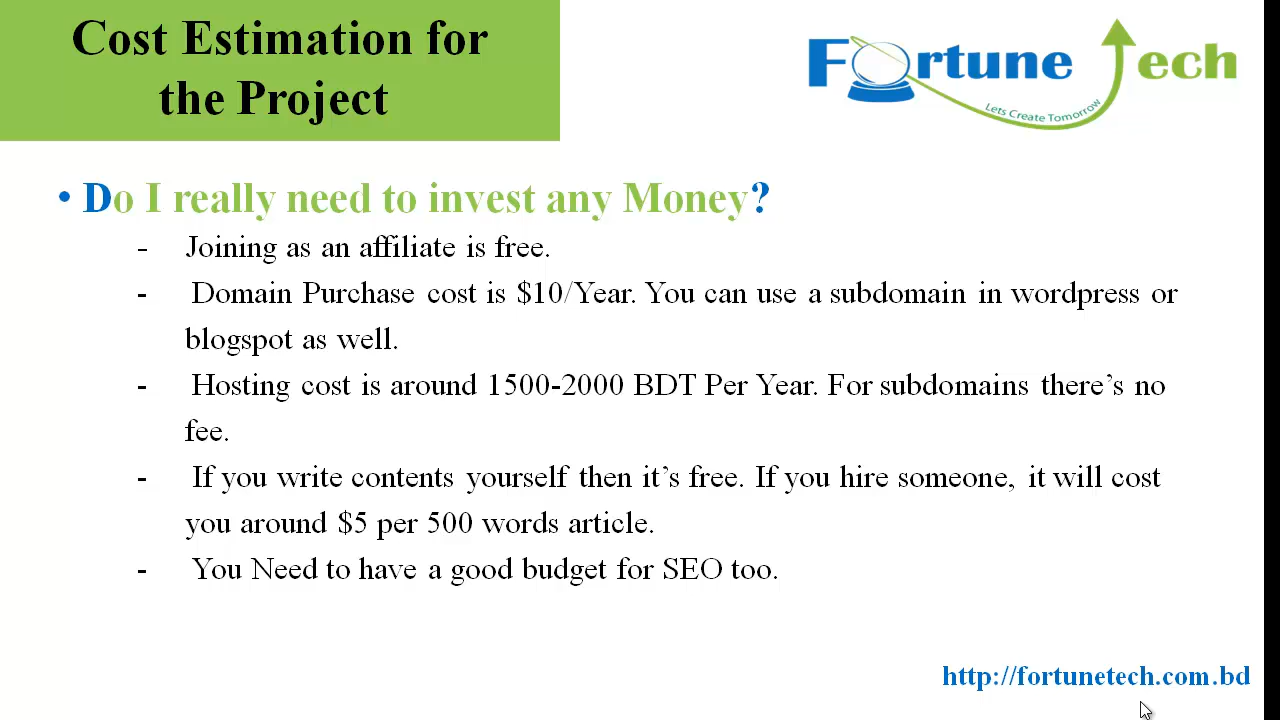 Cost Estimation for
the Project
Fortune Tech
Lets Create Tomorrow
• Do I really need to invest any Money?
- Joining as an affiliate is free.
- Domain Purchase cost is $10/Year. You can use a subdomain in wordpress or
blogspot as well.
- Hosting cost is around 1500-2000 BDT Per Year. For subdomains there’s no
fee.
- If you write contents yourself then it’s free. If you hire someone, it will cost
you around $5 per 500 words article.
- You Need to have a good budget for SEO too.
http://fortunetech.com.bd